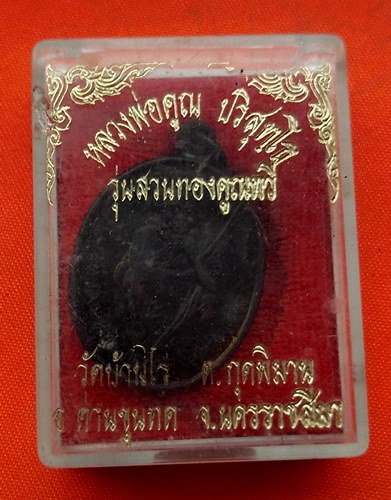 หลวงพ่อคูณ ปริสุทฺโธ
รุ่นสวนทองคูณทวี
วัดบ้านไร่ ต.กุดพิมาน
อ.ด่านขุนทด จ.นครราชสีมา